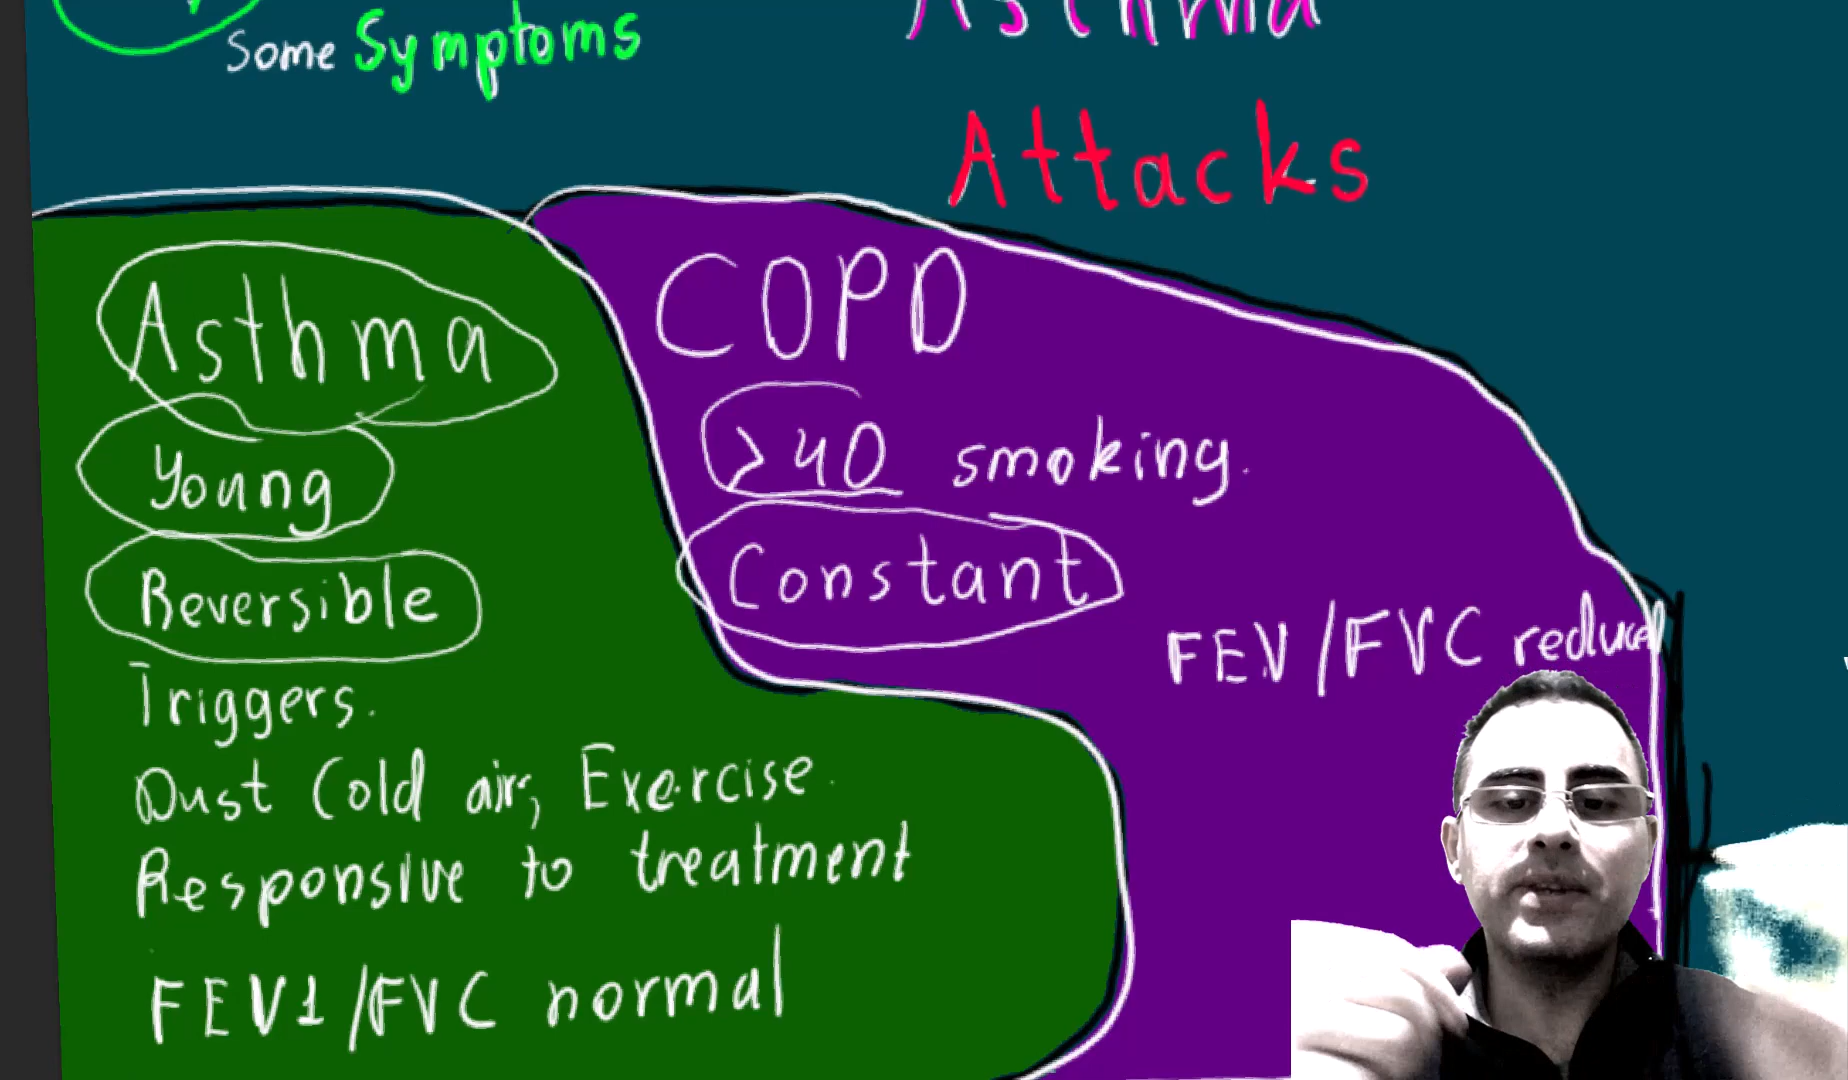 Some Symptoms
Asthma
Attacks
Asthma
Young
Reversible
Triggers.
Dust Cold air, Exercise.
Responsive to treatment
FEV1/FVC normal
COPD
>40 smoking.
Constant
FEV/FVC reduced